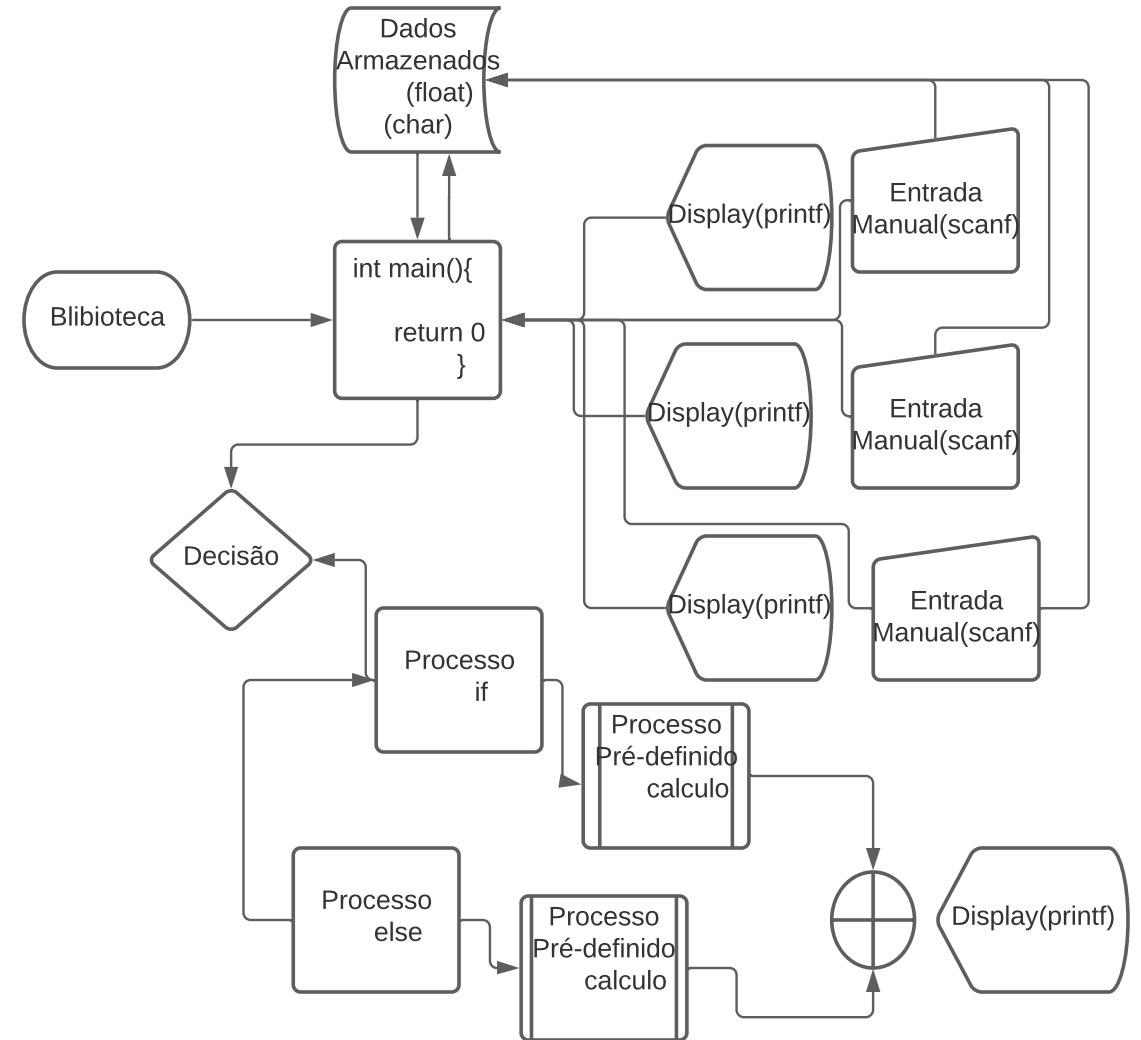 Dados
Armazenados
(float)
(char)
Display(printf)
Entrada
Manual(scanf)
int main(){
return 0
}
Blibioteca
Display(printf)
Entrada
Manual(scanf)
Decisão
Display(printf)
Entrada
Manual(scanf)
Processo
if
Processo
Pré-definido
calculo
Processo
else
Processo
Pré-definido
calculo
Display(printf)